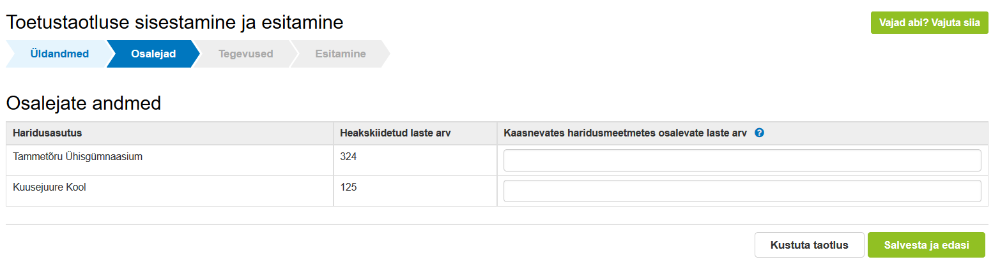 Toetustaotluse sisestamine ja esitamine
Vajad abi? Vajuta siia
Üldandmed
Osalejad
Tegevused
Esitamine
Osalejate andmed
Haridusasutus
Heakskiidetud laste arv
Kaasnevates haridusmeetmetes osalevate laste arv ?
Tammetõru Ühisgümnaasium
324
Kuusejuure Kool
125
Kustuta taotlus
Salvesta ja edasi